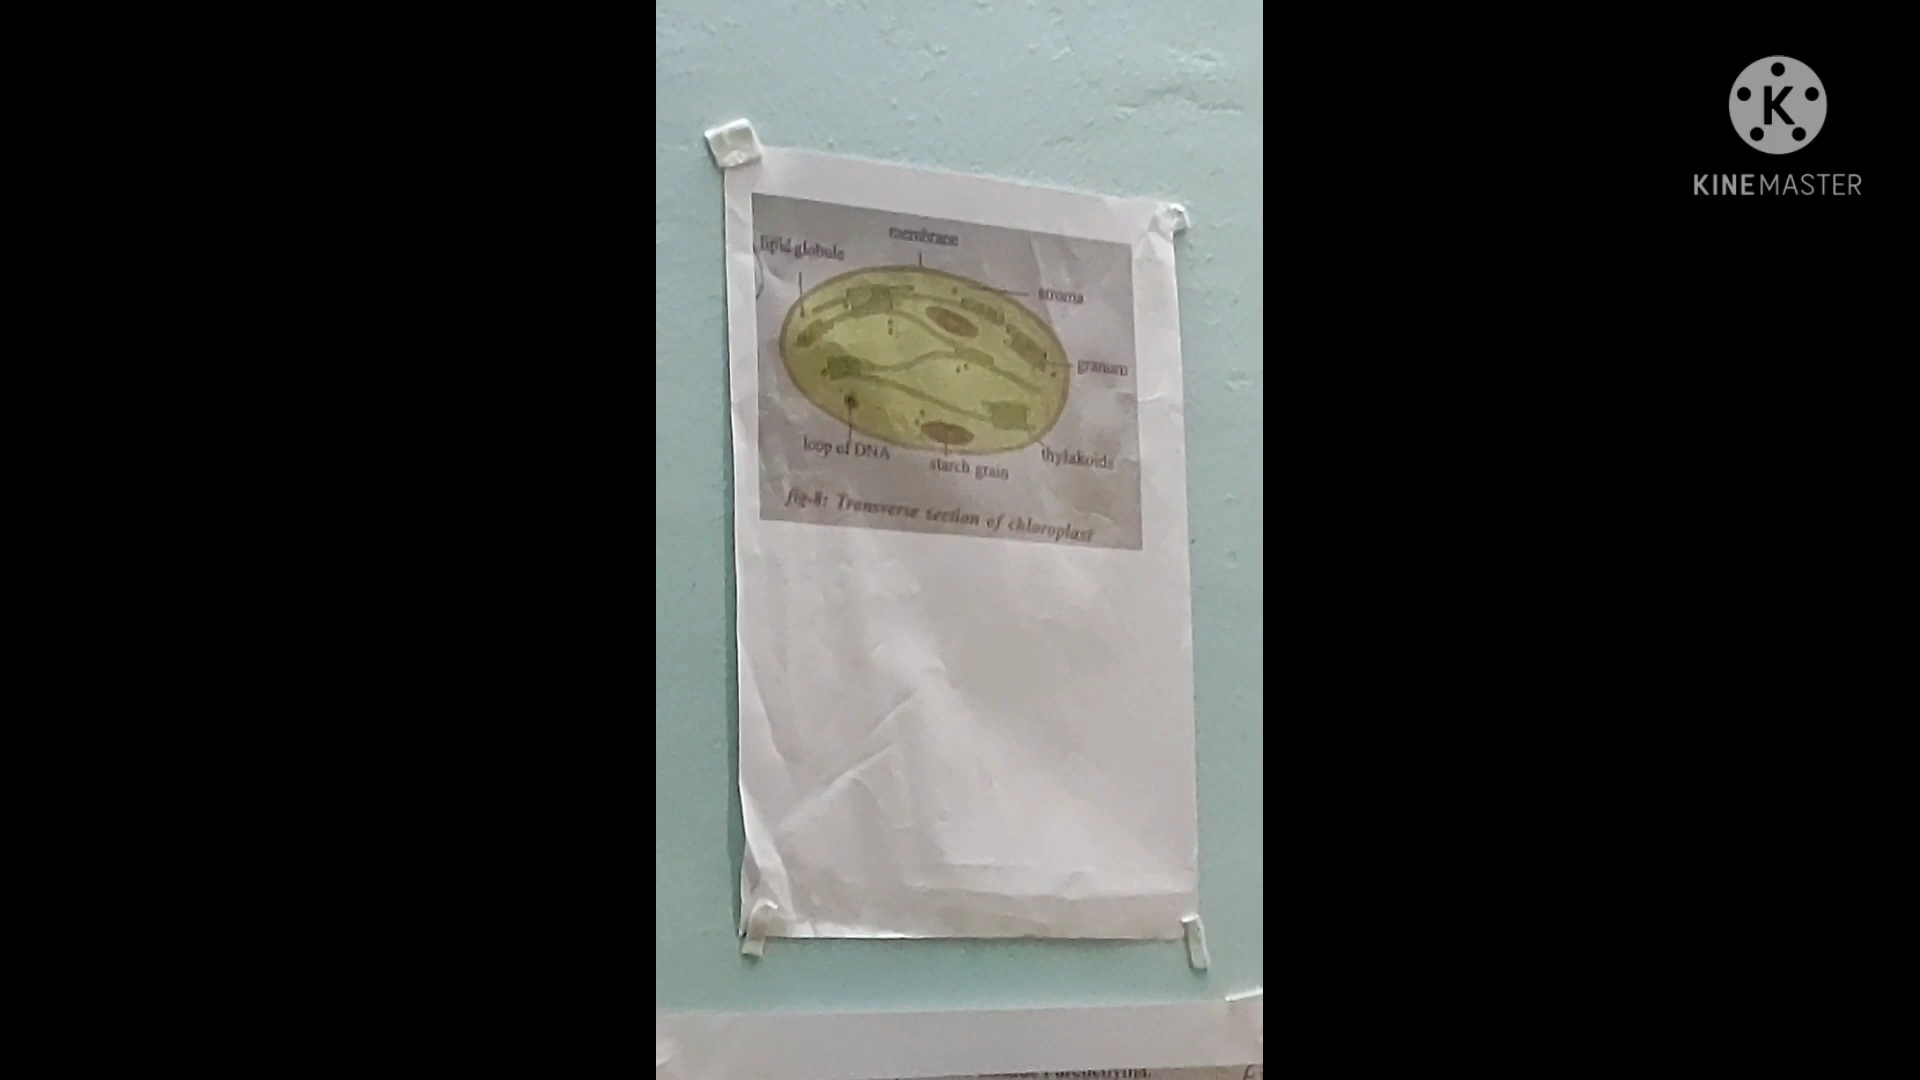 membrane
lipid globule
stroma
granum
loop of DNA
starch grain
thylakoids
fig-8: Transverse section of chloroplast
K
KINEMASTER